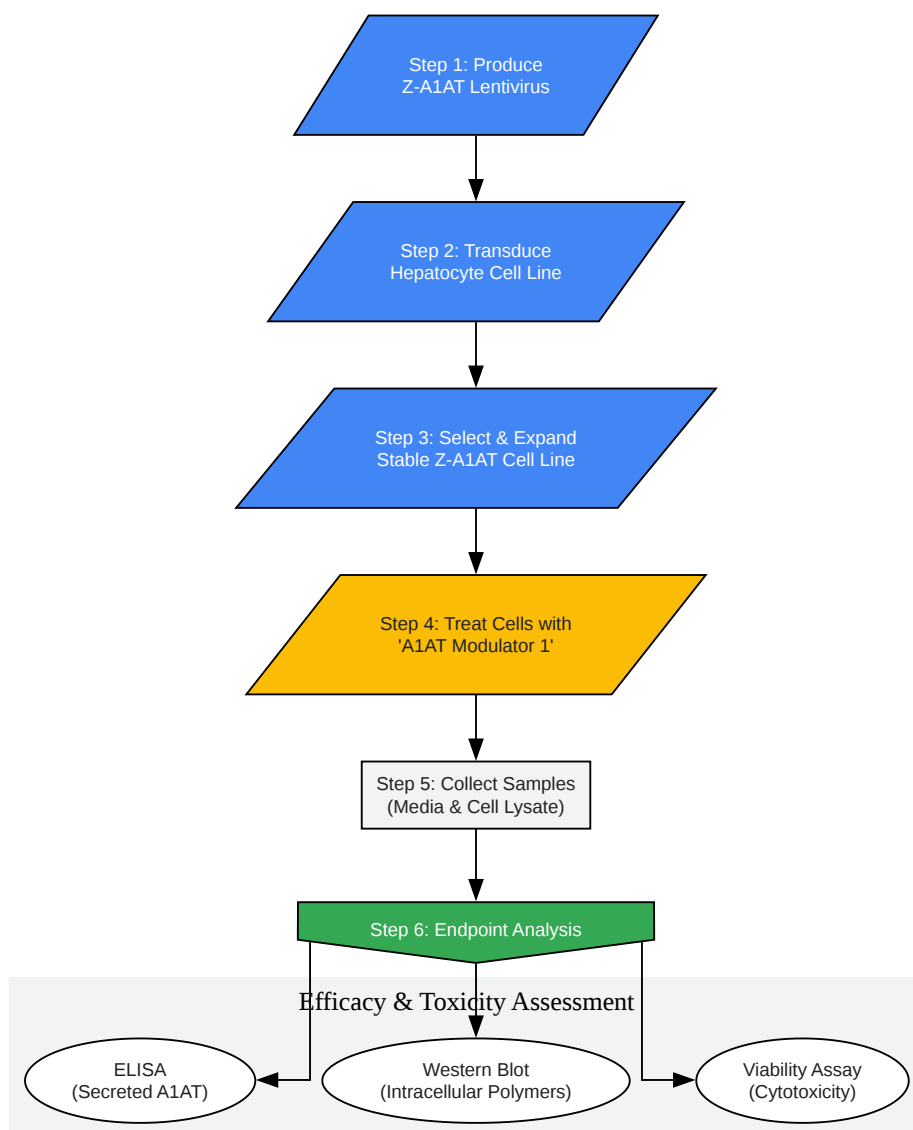 Step 1: Produce
Z-A1AT Lentivirus
Step 2: Transduce
Hepatocyte Cell Line
Step 3: Select & Expand
Stable Z-A1AT Cell Line
Step 4: Treat Cells with
'A1AT Modulator 1'
Step 5: Collect Samples
(Media & Cell Lysate)
Step 6: Endpoint Analysis
Efficacy & Toxicity Assessment
ELISA
(Secreted A1AT)
Western Blot
(Intracellular Polymers)
Viability Assay
(Cytotoxicity)